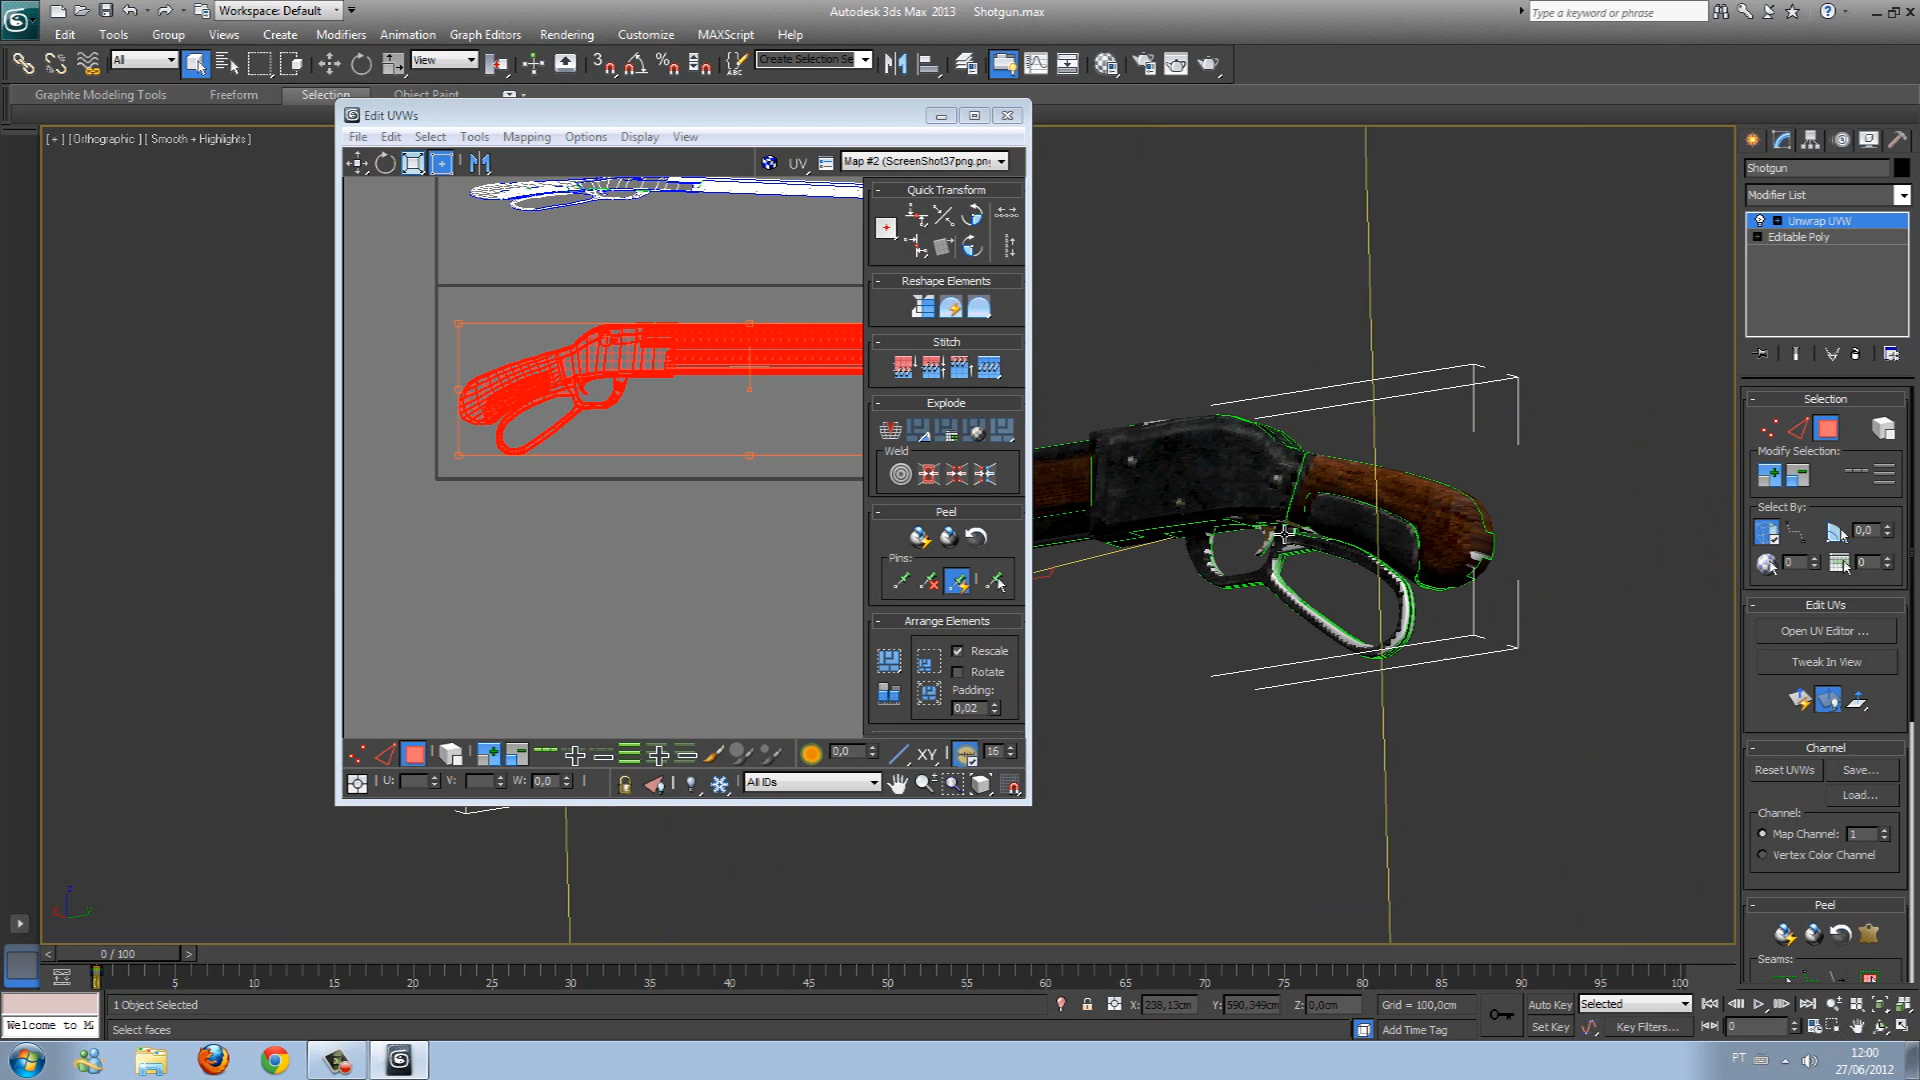 Workspace: Default
Autodesk 3ds Max 2013 Shotgun.max
Type a keyword or phrase
Edit Tools Group Views Create Modifiers Animation Graph Editors Rendering Customize MAXScript Help
All
View
Create Selection Se
Graphite Modeling Tools Freeform Selection Object Paint
[ + ] [Orthographic ] [ Smooth + Highlights ]
Edit UVWs
File Edit Select Tools Mapping Options Display View
UV
Map #2 (ScreenShot37png.png)
Quick Transform
Reshape Elements
Stitch
Explode
Weld
Peel
Pins:
Arrange Elements
Rescale
Rotate
Padding:
0,02
0,0
XY
16
U: V: W: 0,0
All IDs
Shotgun
Modifier List
Unwrap UVW
Editable Poly
Selection
Modify Selection:
Select By:
0,0
0
0
Edit UVs
Open UV Editor ...
Tweak In View
Channel
Reset UVWs Save...
Load...
Channel:
Map Channel: 1
Vertex Color Channel
Peel
Seams:
z
0 / 100
5 10 15 20 25 30 35 40 45 50 55 60 65 70 75 80 85 90 95 100
1 Object Selected
X: 238,13cm Y: 590,349cm Z: 0,0cm Grid = 100,0cm
Auto Key Selected
Welcome to M
Select faces
Add Time Tag
Set Key Key Filters...
0
PT
12:00
27/06/2012